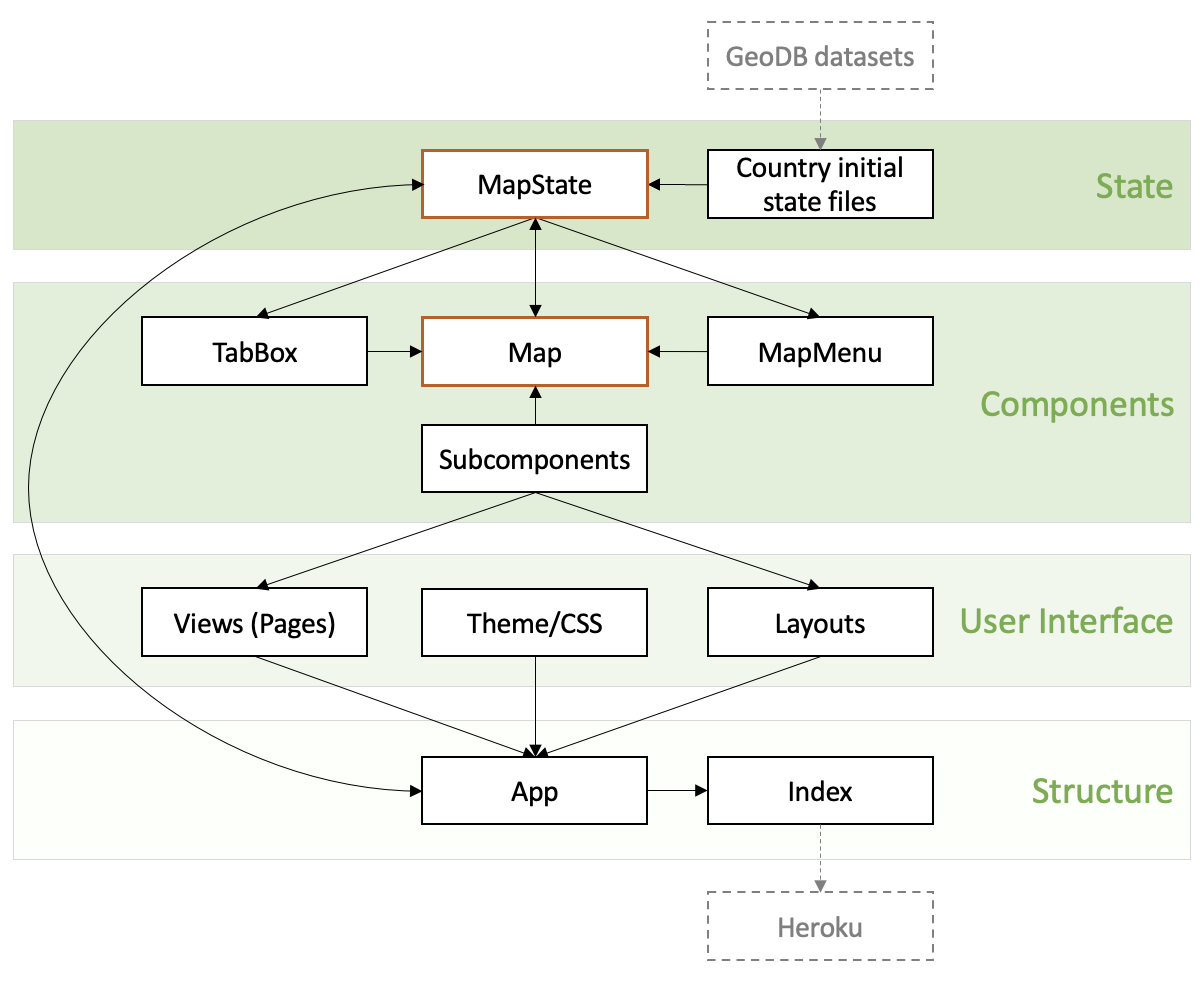 GeoDB datasets
MapState
Country initial
state files
State
TabBox
Map
MapMenu
Components
Subcomponents
Views (Pages)
Theme/CSS
Layouts
User Interface
App
Index
Structure
Heroku